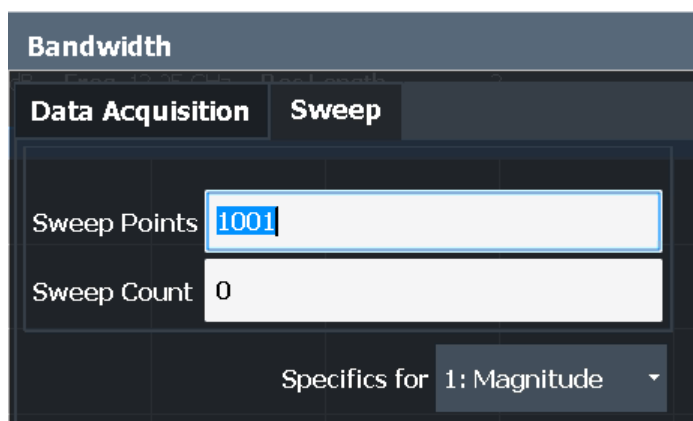 Bandwidth
Data Acquisition Sweep
Sweep Points 1001
Sweep Count 0
Specifics for 1: Magnitude